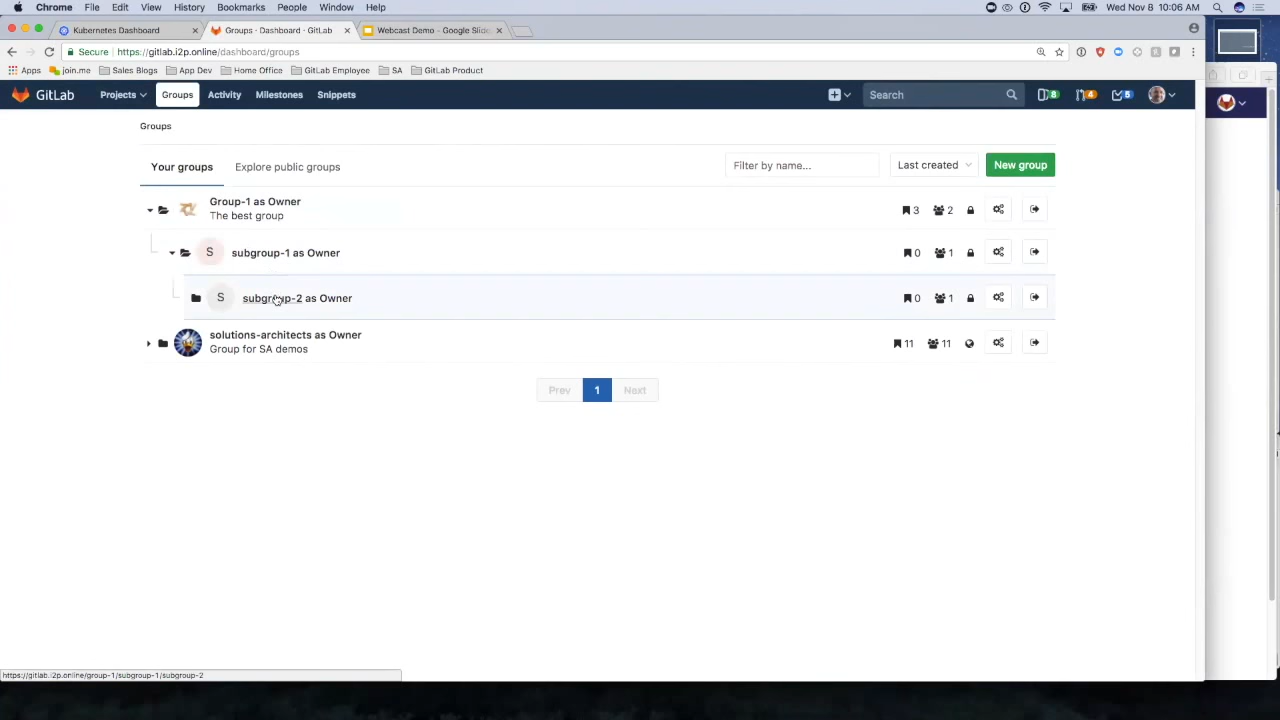 Chrome File Edit View History Bookmarks People Window Help Wed Nov 8 10:06 AM
Kubernetes Dashboard × Groups · Dashboard · GitLab × Webcast Demo - Google Slide ×
Secure https://gitlab.i2p.online/dashboard/groups
Apps join.me Sales Blogs App Dev Home Office GitLab Employee SA GitLab Product
GitLab Projects Groups Activity Milestones Snippets Search 8 4 5
Groups
Your groups Explore public groups Filter by name... Last created New group
Group-1 as Owner
The best group
3 2
S subgroup-1 as Owner 0 1
S subgroup-2 as Owner 0 1
solutions-architects as Owner
Group for SA demos
11 11
Prev 1 Next
https://gitlab.i2p.online/group-1/subgroup-1/subgroup-2